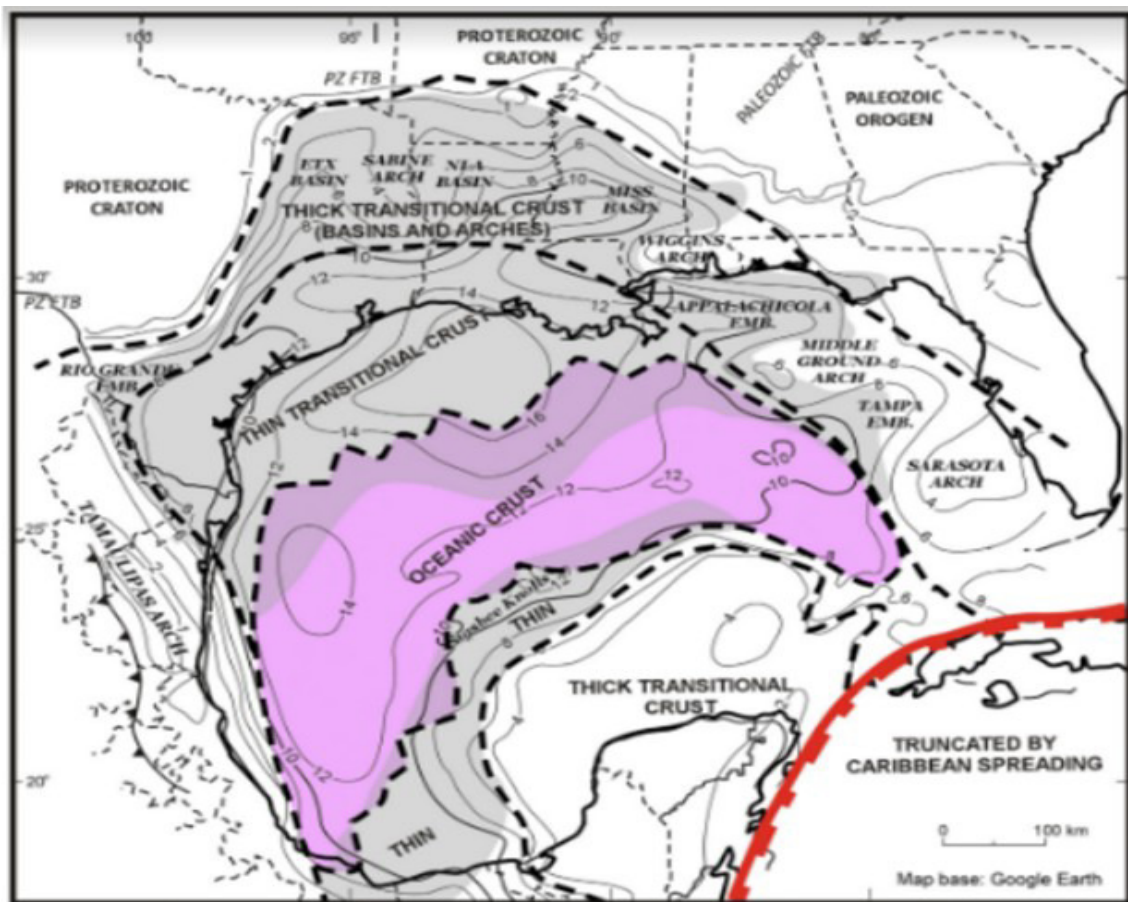 100°
95°
90°
PROTEROZOIC
CRATON
PZ FTB
PALEOZOIC FTB
PALEOZOIC
OROGEN
PROTEROZOIC
CRATON
ETX
BASIN
SABINE
ARCH
NLA
BASIN
MISS
BASIN
THICK TRANSITIONAL CRUST
(BASINS AND ARCHES)
WIGGINS
ARCH
30°
PZ FTB
APPALACHICOLA
EMB.
MIDDLE
GROUND
ARCH
RIO GRANDE
EMB.
THIN TRANSITIONAL CRUST
TAMPA
EMB.
SARASOTA
ARCH
25°
OCEANIC CRUST
TAMAULIPAS ARCH
Knolls
THIN
THICK TRANSITIONAL
CRUST
TRUNCATED BY
CARIBBEAN SPREADING
20°
THIN
0 100 km
Map base: Google Earth